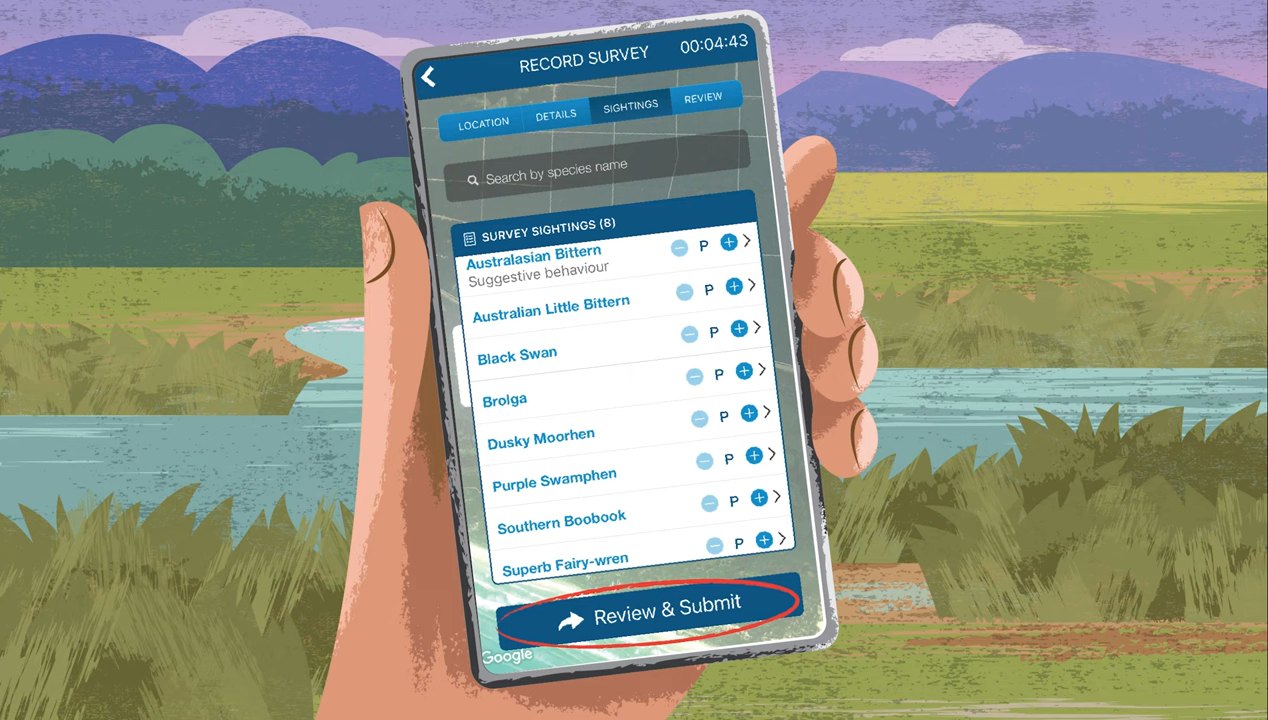 RECORD SURVEY 00:04:43
LOCATION DETAILS SIGHTINGS REVIEW
Search by species name
SURVEY SIGHTINGS (8)
Australasian Bittern P
Suggestive behaviour
Australian Little Bittern P
Black Swan P
Brolga P
Dusky Moorhen P
Purple Swamphen P
Southern Boobook P
Superb Fairy-wren P
Review & Submit
Google